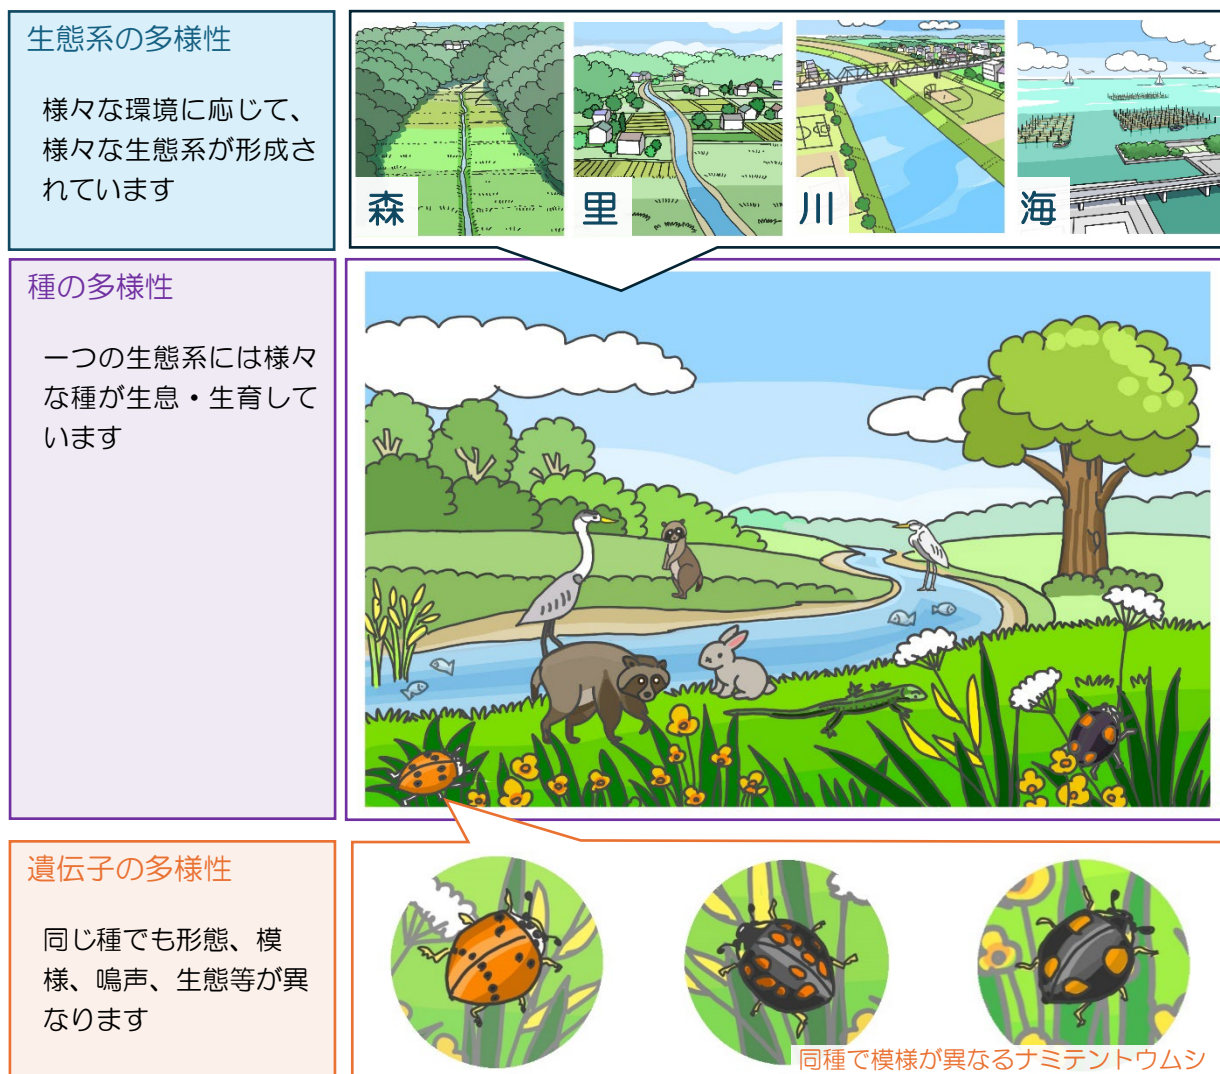 生態系の多様性
様々な環境に応じて、
様々な生態系が形成さ
れています
森
里
川
海
種の多様性
一つの生態系には様々
な種が生息・生育して
います
遺伝子の多様性
同じ種でも形態、模
様、鳴声、生態等が異
なります
同種で模様が異なるナミテントウムシ